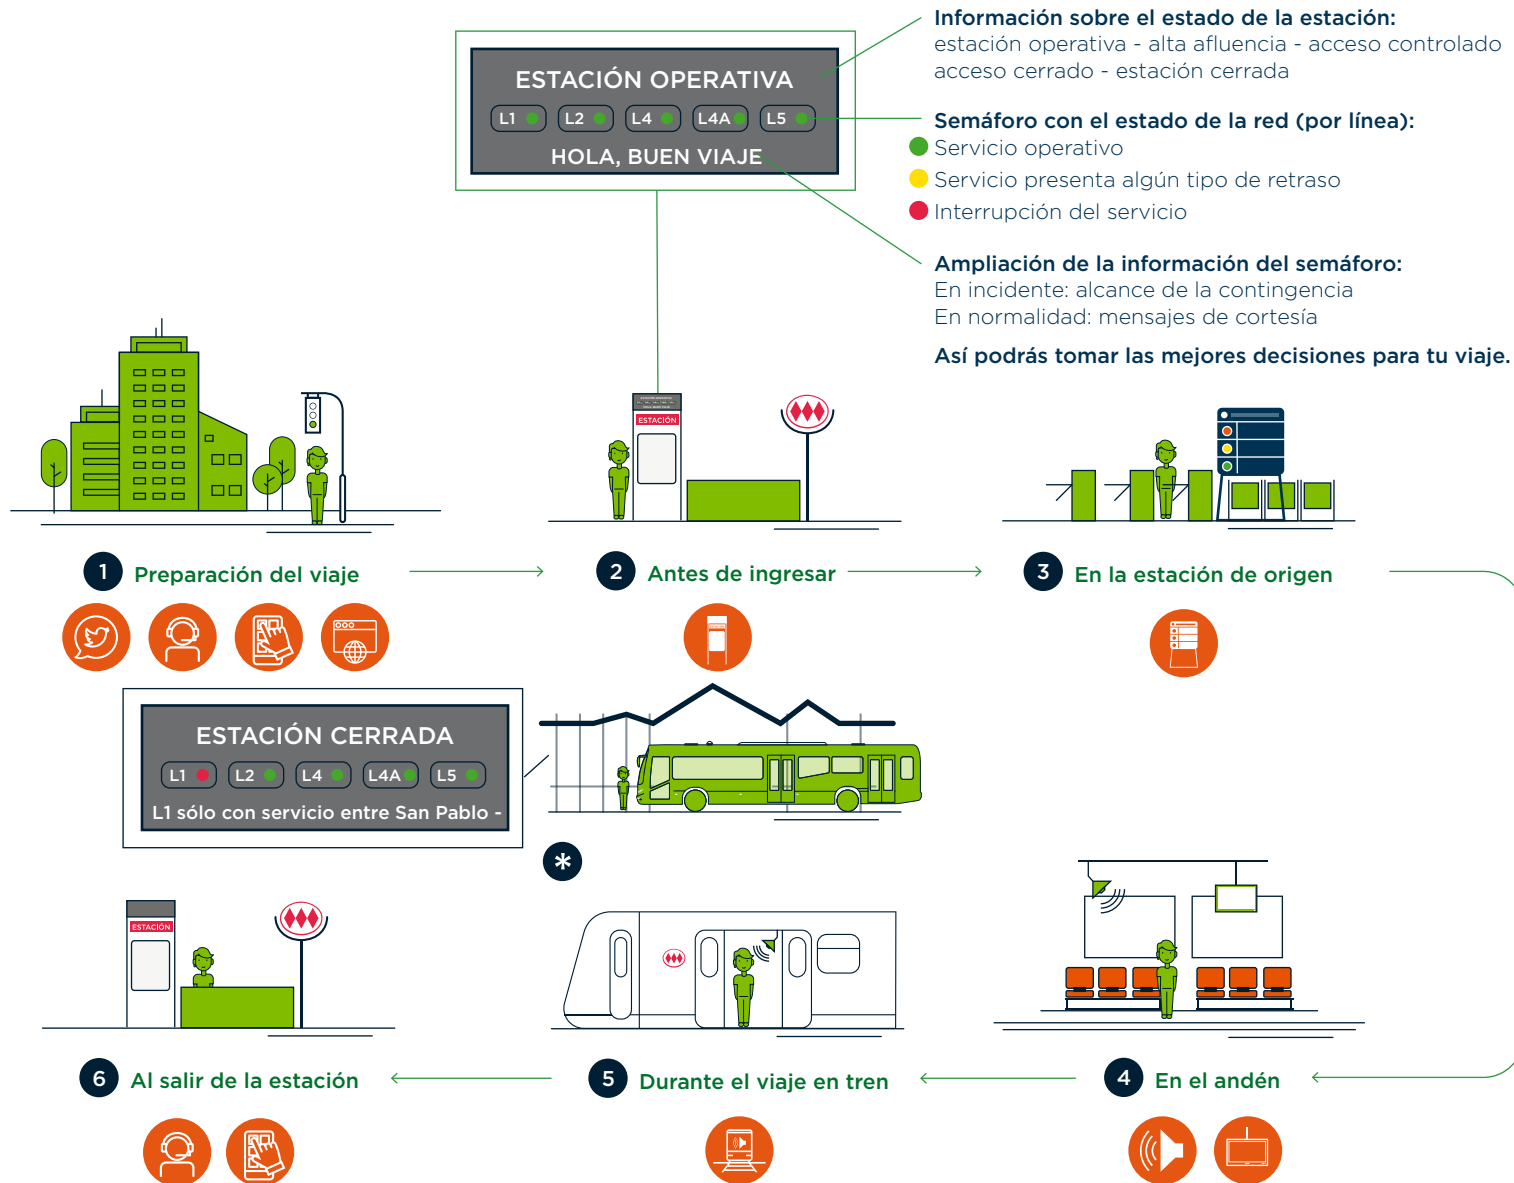 Información sobre el estado de la estación:
estación operativa - alta afluencia - acceso controlado
acceso cerrado - estación cerrada
ESTACIÓN OPERATIVA
L1 L2 L4 L4A L5
HOLA, BUEN VIAJE
Semáforo con el estado de la red (por línea):
Servicio operativo
Servicio presenta algún tipo de retraso
Interrupción del servicio
Ampliación de la información del semáforo:
En incidente: alcance de la contingencia
En normalidad: mensajes de cortesía
Así podrás tomar las mejores decisiones para tu viaje.
ESTACIÓN OPERATIVA
HOLA, BUEN VIAJE
ESTACIÓN
1 Preparación del viaje
2 Antes de ingresar
3 En la estación de origen
ESTACIÓN CERRADA
L1 L2 L4 L4A L5
L1 sólo con servicio entre San Pablo -
*
ESTACIÓN
6 Al salir de la estación
5 Durante el viaje en tren
4 En el andén